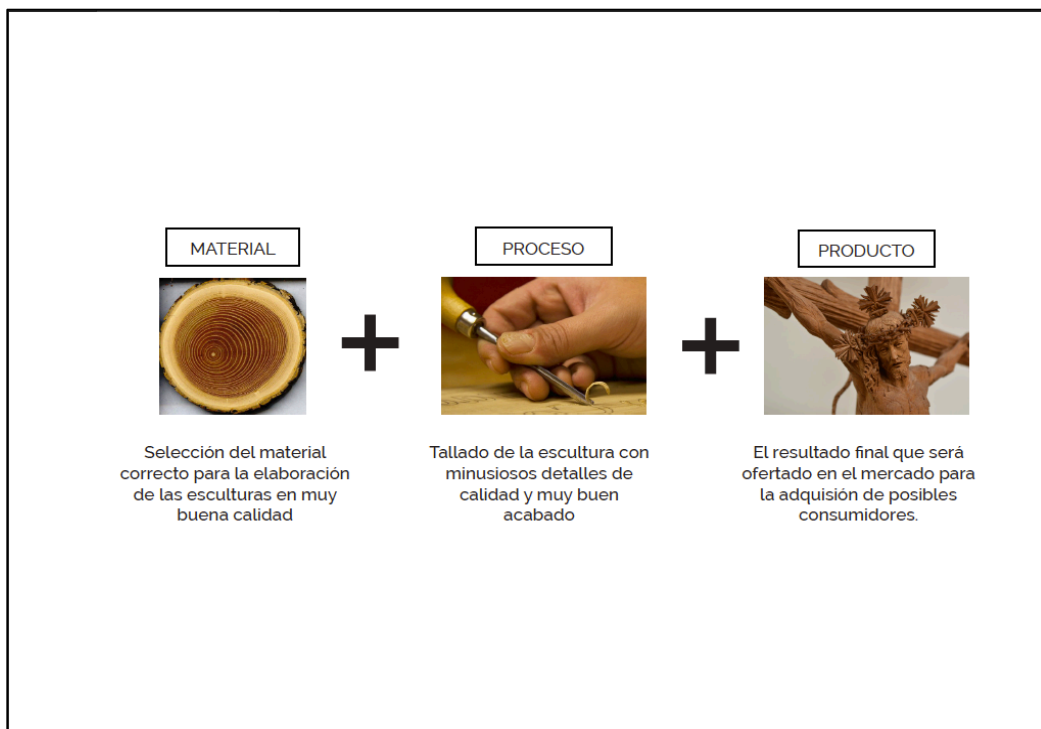 MATERIAL
Selección del material
correcto para la elaboración
de las esculturas en muy
buena calidad
PROCESO
Tallado de la escultura con
minusiosos detalles de
calidad y muy buen
acabado
PRODUCTO
El resultado final que será
ofertado en el mercado para
la adquisión de posibles
consumidores.